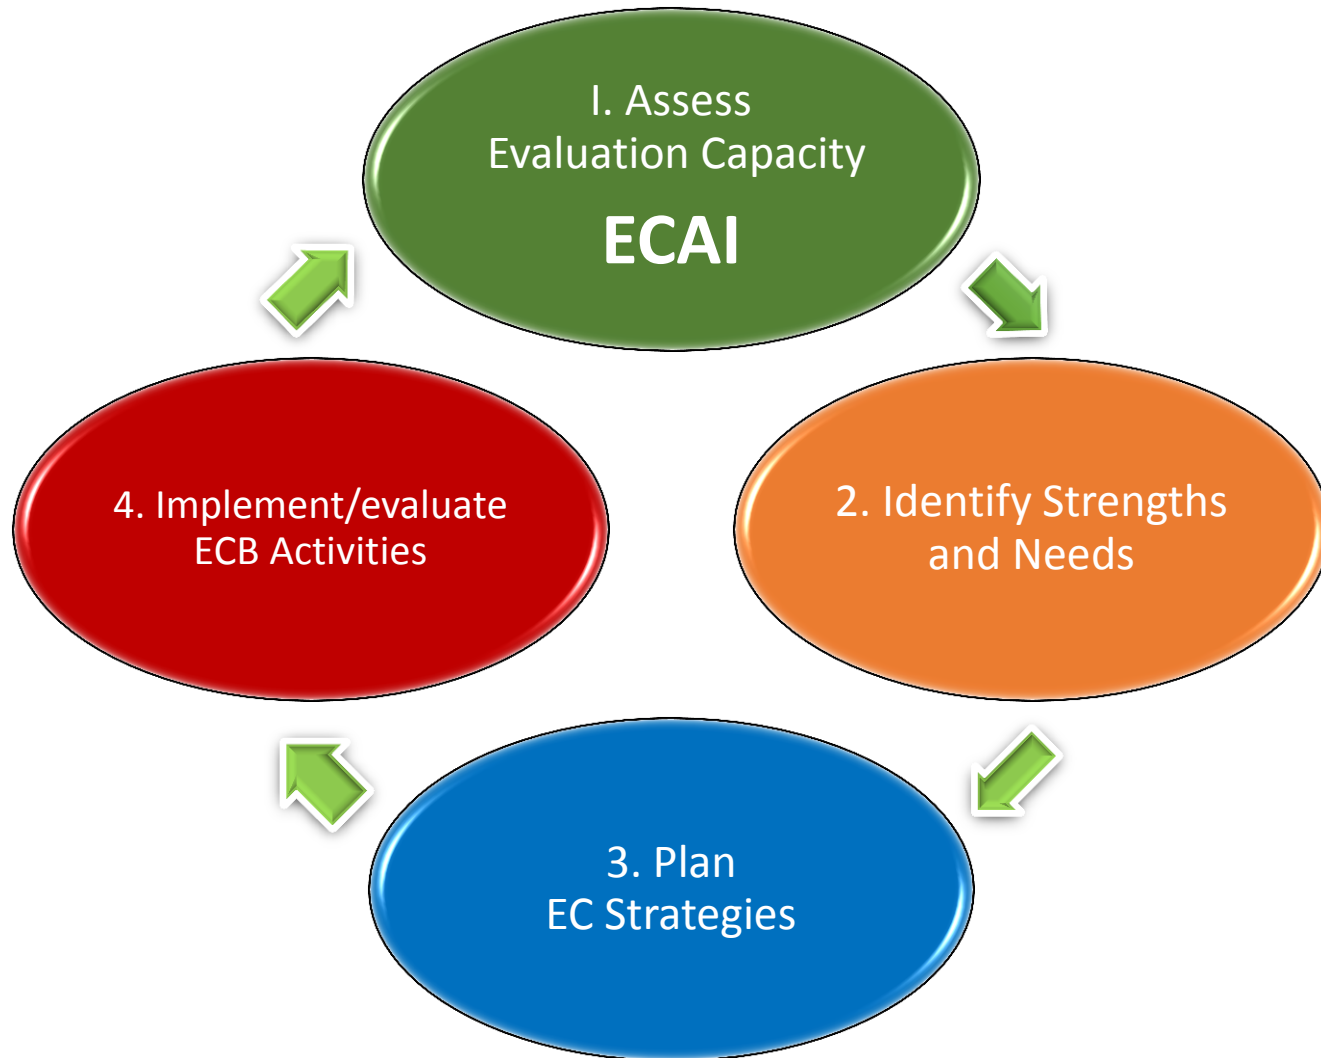 I. Assess
Evaluation Capacity
ECAI
2. Identify Strengths
and Needs
3. Plan
EC Strategies
4. Implement/evaluate
ECB Activities